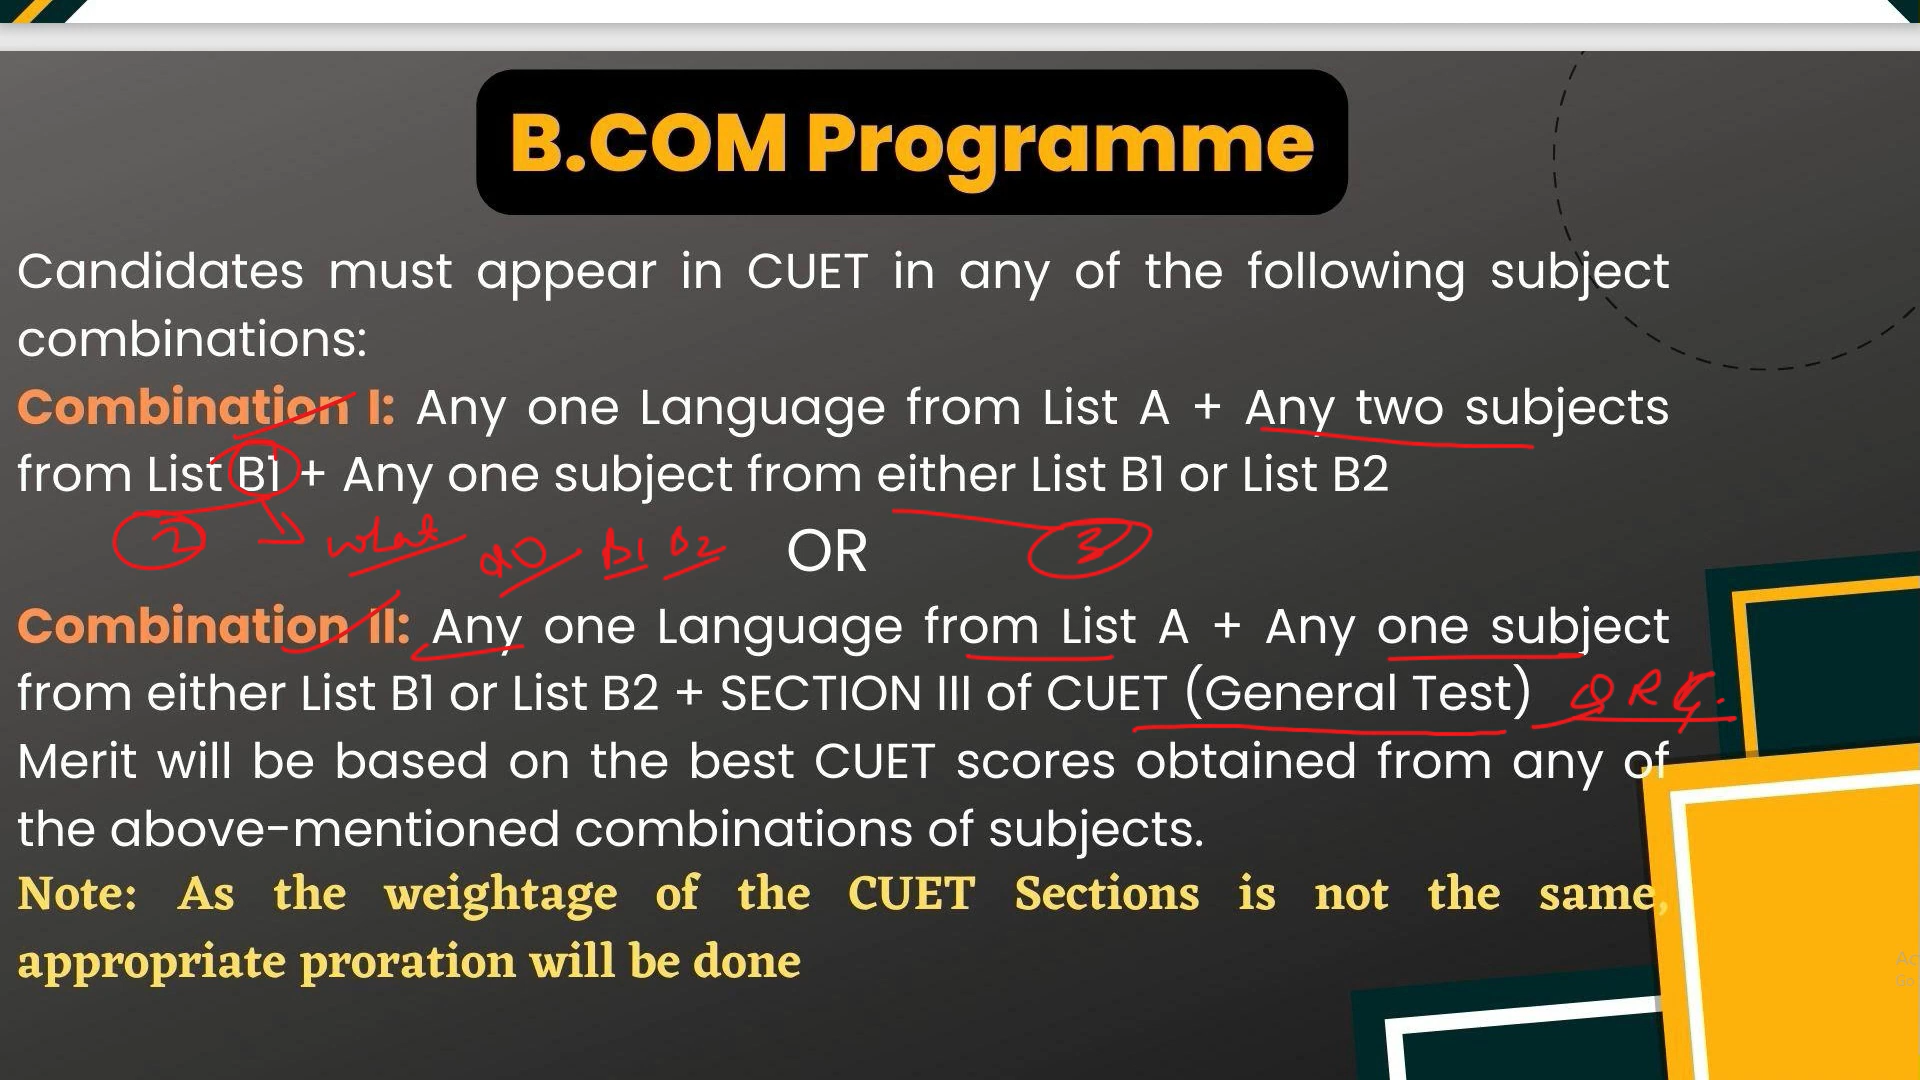 B.COM Programme
Candidates must appear in CUET in any of the following subject
combinations:
Combination I: Any one Language from List A + Any two subjects
from List B1 + Any one subject from either List B1 or List B2
2 what B1 B2 OR 3
Combination II: Any one Language from List A + Any one subject
from either List B1 or List B2 + SECTION III of CUET (General Test)
Merit will be based on the best CUET scores obtained from any of
the above-mentioned combinations of subjects.
Note: As the weightage of the CUET Sections is not the same,
appropriate proration will be done